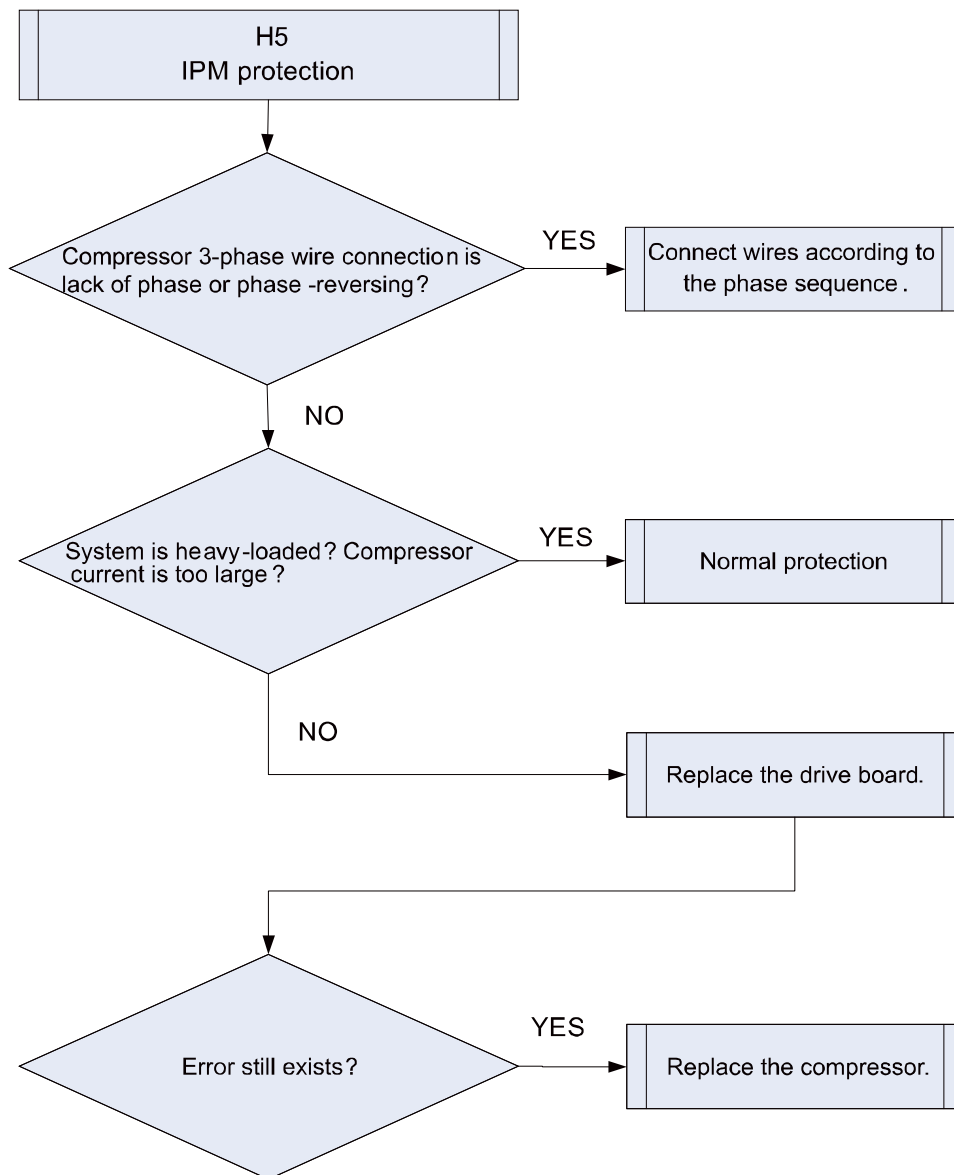 H5
IPM protection
Compressor 3-phase wire connection is
lack of phase or phase -reversing?
YES
Connect wires according to
the phase sequence.
NO
System is heavy-loaded? Compressor
current is too large?
YES
Normal protection
NO
Replace the drive board.
Error still exists?
YES
Replace the compressor.